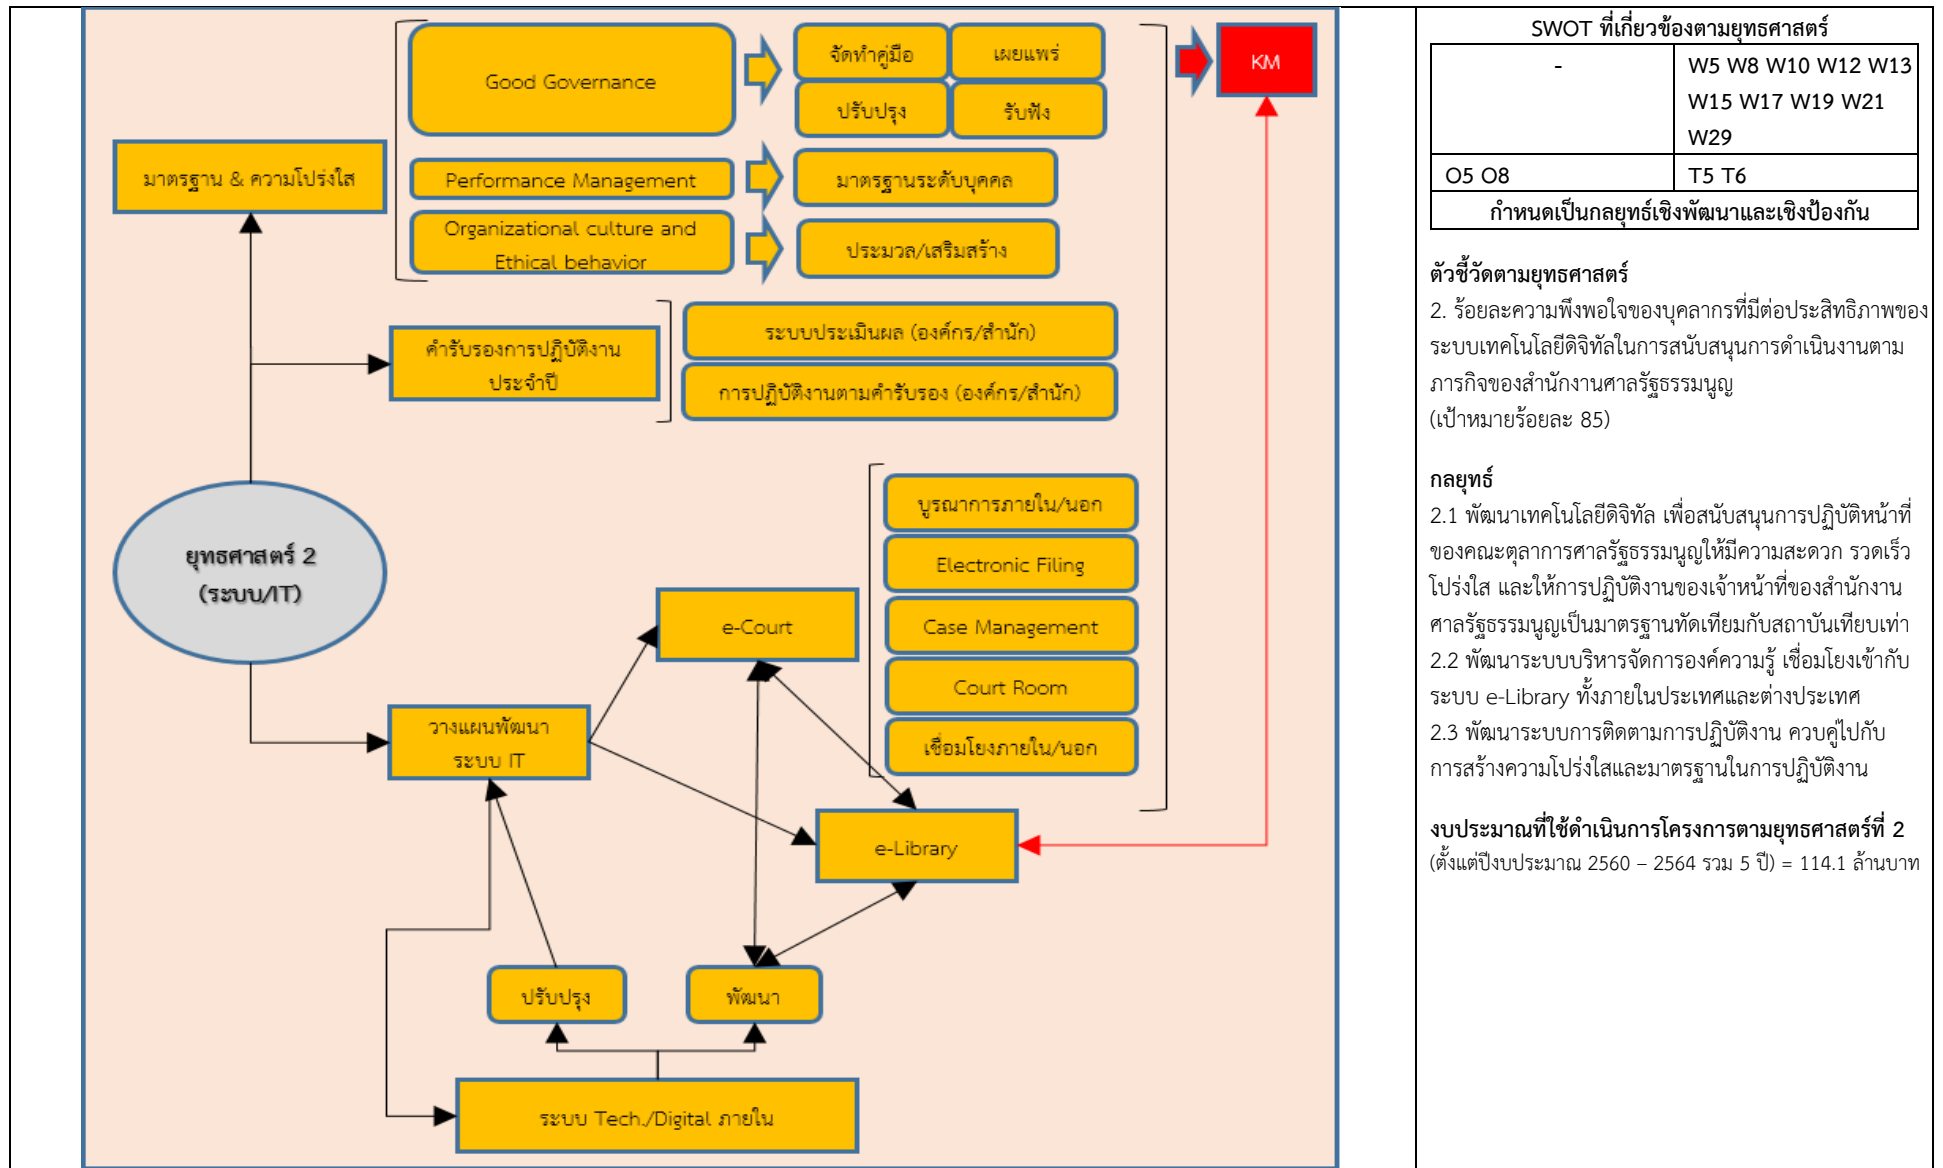 Good Governance
จัดทำคู่มือ
เผยแพร่
ปรับปรุง
รับฟัง
KM
มาตรฐาน & ความโปร่งใส
Performance Management
มาตรฐานระดับบุคคล
Organizational culture and
Ethical behavior
ประมวล/เสริมสร้าง
คำรับรองการปฏิบัติงาน
ประจำปี
ระบบประเมินผล (องค์กร/สำนัก)
การปฏิบัติงานตามคำรับรอง (องค์กร/สำนัก)
ยุทธศาสตร์ 2
(ระบบ/IT)
บูรณาการภายใน/นอก
Electronic Filing
Case Management
Court Room
เชื่อมโยงภายใน/นอก
e-Court
วางแผนพัฒนา
ระบบ IT
e-Library
ปรับปรุง
พัฒนา
ระบบ Tech./Digital ภายใน
SWOT ที่เกี่ยวข้องตามยุทธศาสตร์
-
W5 W8 W10 W12 W13
W15 W17 W19 W21
W29
O5 O8
T5 T6
กำหนดเป็นกลยุทธ์เชิงพัฒนาและเชิงป้องกัน
ตัวชี้วัดตามยุทธศาสตร์
2. ร้อยละความพึงพอใจของบุคลากรที่มีต่อประสิทธิภาพของ
ระบบเทคโนโลยีดิจิทัลในการสนับสนุนการดำเนินงานตาม
ภารกิจของสำนักงานศาลรัฐธรรมนูญ
(เป้าหมายร้อยละ 85)
กลยุทธ์
2.1 พัฒนาเทคโนโลยีดิจิทัล เพื่อสนับสนุนการปฏิบัติหน้าที่
ของคณะตุลาการศาลรัฐธรรมนูญให้มีความสะดวก รวดเร็ว
โปร่งใส และให้การปฏิบัติงานของเจ้าหน้าที่ของสำนักงาน
ศาลรัฐธรรมนูญเป็นมาตรฐานทัดเทียมกับสถาบันเทียบเท่า
2.2 พัฒนาระบบบริหารจัดการองค์ความรู้ เชื่อมโยงเข้ากับ
ระบบ e-Library ทั้งภายในประเทศและต่างประเทศ
2.3 พัฒนาระบบการติดตามการปฏิบัติงาน ควบคู่ไปกับ
การสร้างความโปร่งใสและมาตรฐานในการปฏิบัติงาน
งบประมาณที่ใช้ดำเนินการโครงการตามยุทธศาสตร์ที่ 2
(ตั้งแต่ปีงบประมาณ 2560 – 2564 รวม 5 ปี) = 114.1 ล้านบาท